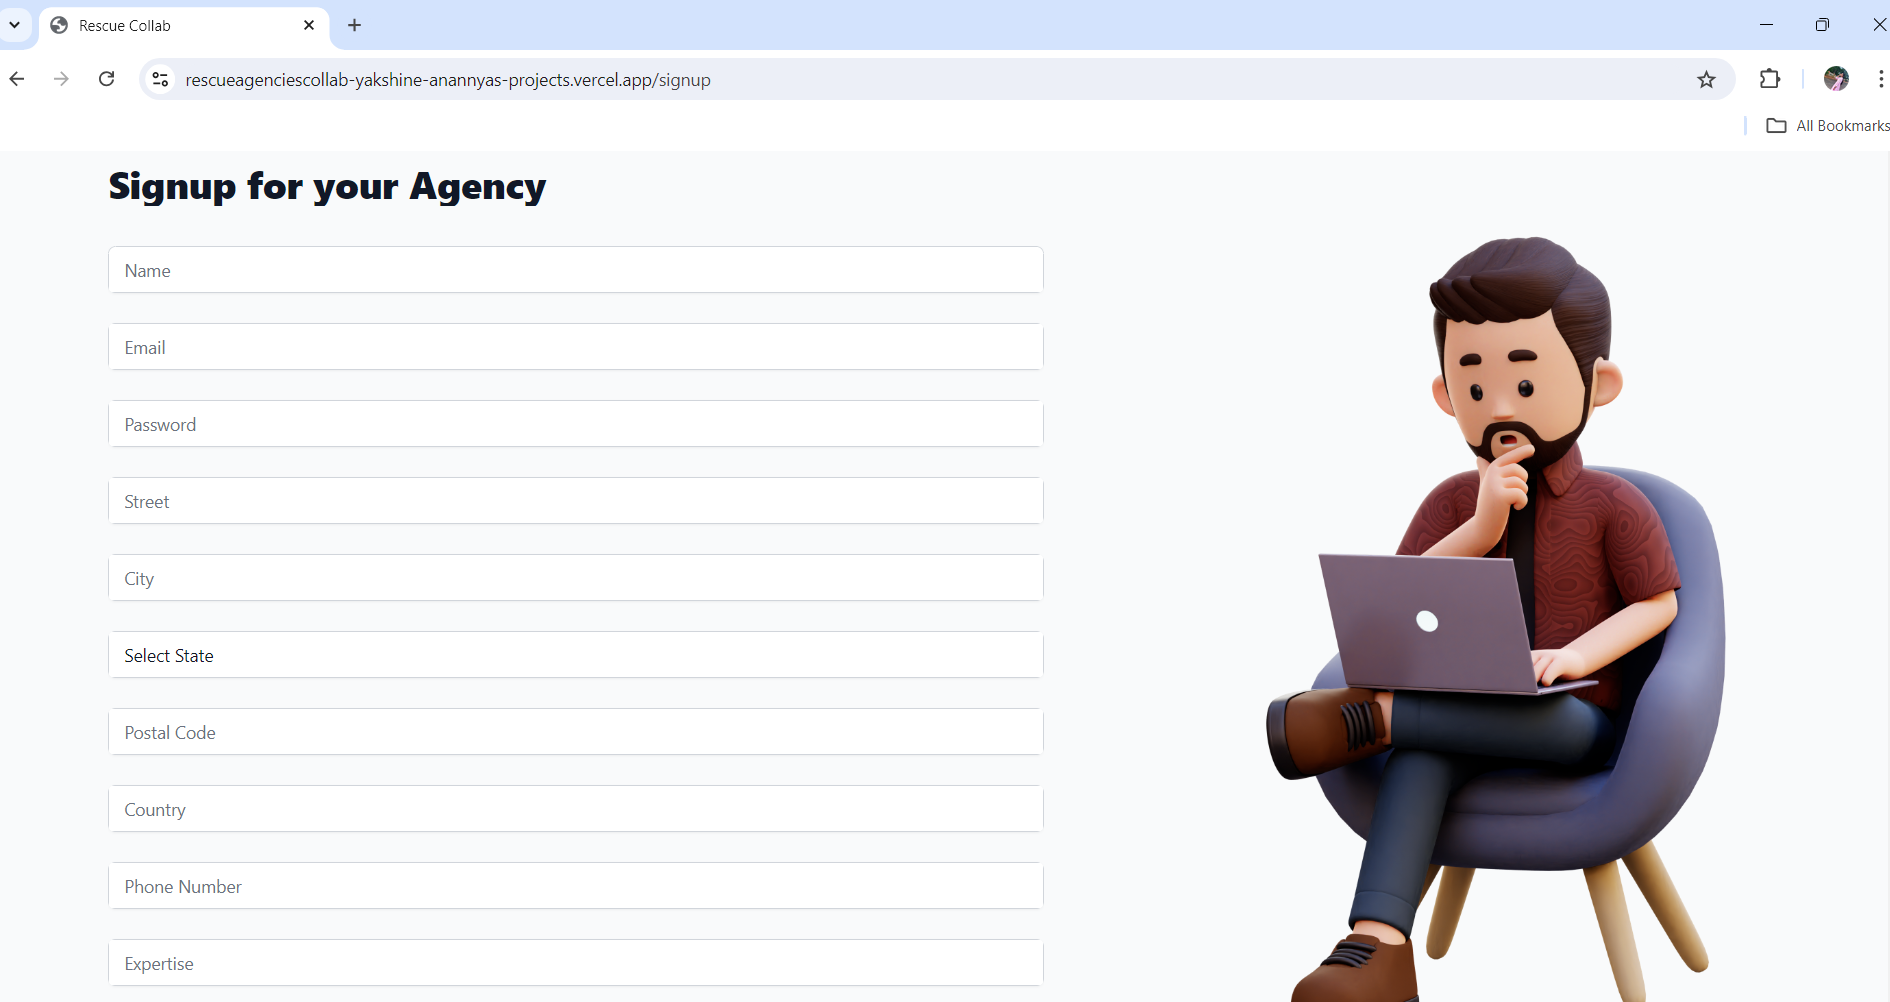 Rescue Collab
rescueagenciescollab-yakshine-anannyas-projects.vercel.app/signup
All Bookmarks
Signup for your Agency
Name
Email
Password
Street
City
Select State
Postal Code
Country
Phone Number
Expertise